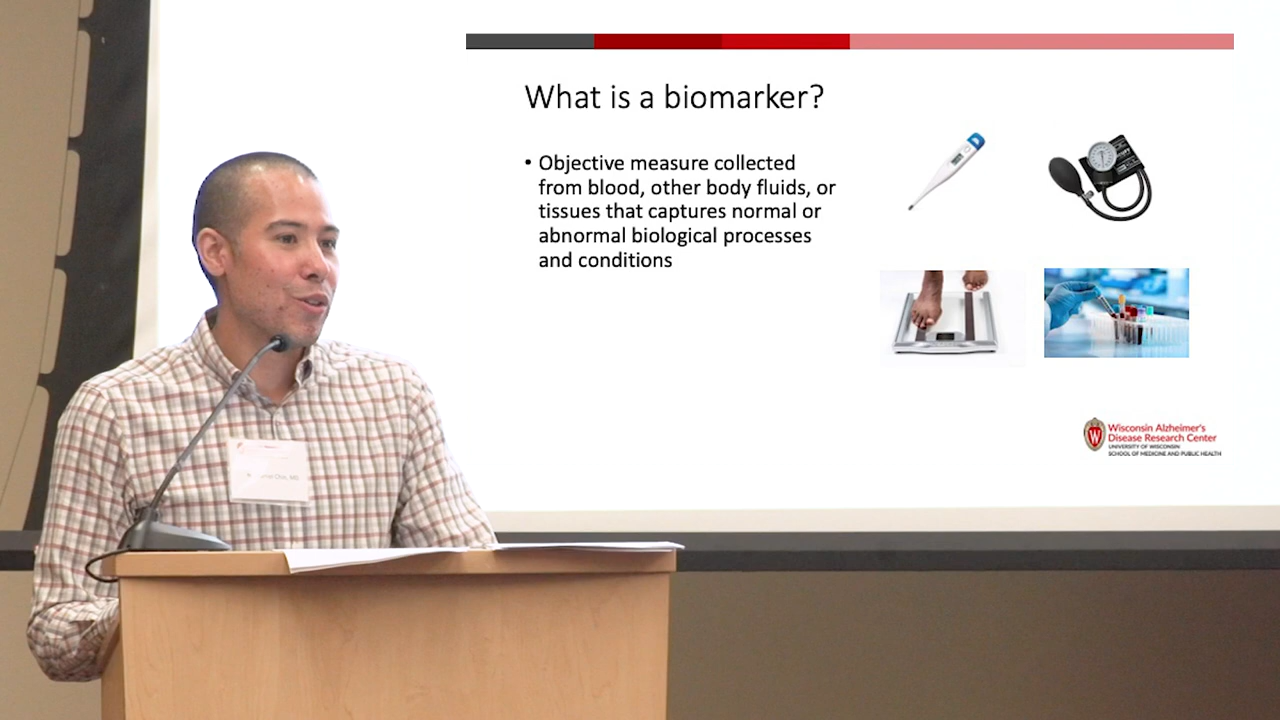 What is a biomarker?
• Objective measure collected
from blood, other body fluids, or
tissues that captures normal or
abnormal biological processes
and conditions
Wisconsin Alzheimer's
Disease Research Center
UNIVERSITY OF WISCONSIN
SCHOOL OF MEDICINE AND PUBLIC HEALTH